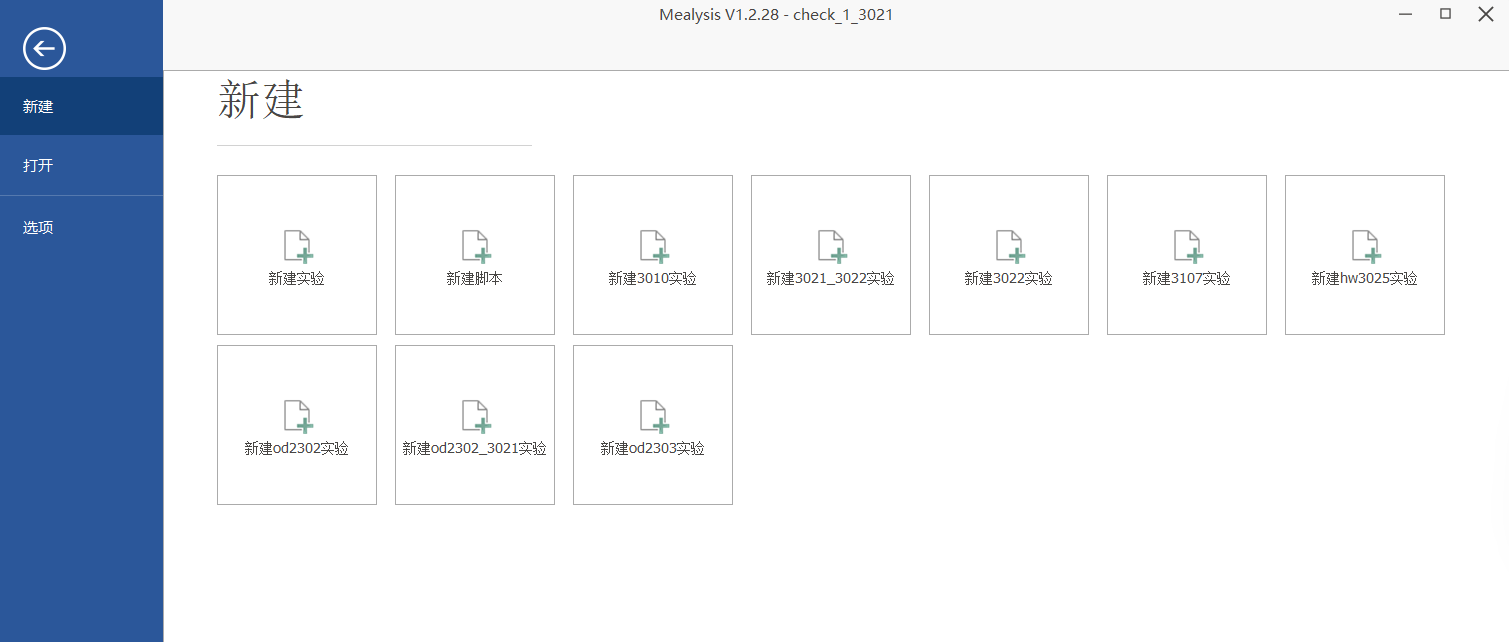 Mealysis V1.2.28 - check_1_3021
新建
打开
选项
新建
新建实验
新建脚本
新建3010实验
新建3021_3022实验
新建3022实验
新建3107实验
新建hw3025实验
新建od2302实验
新建od2302_3021实验
新建od2303实验